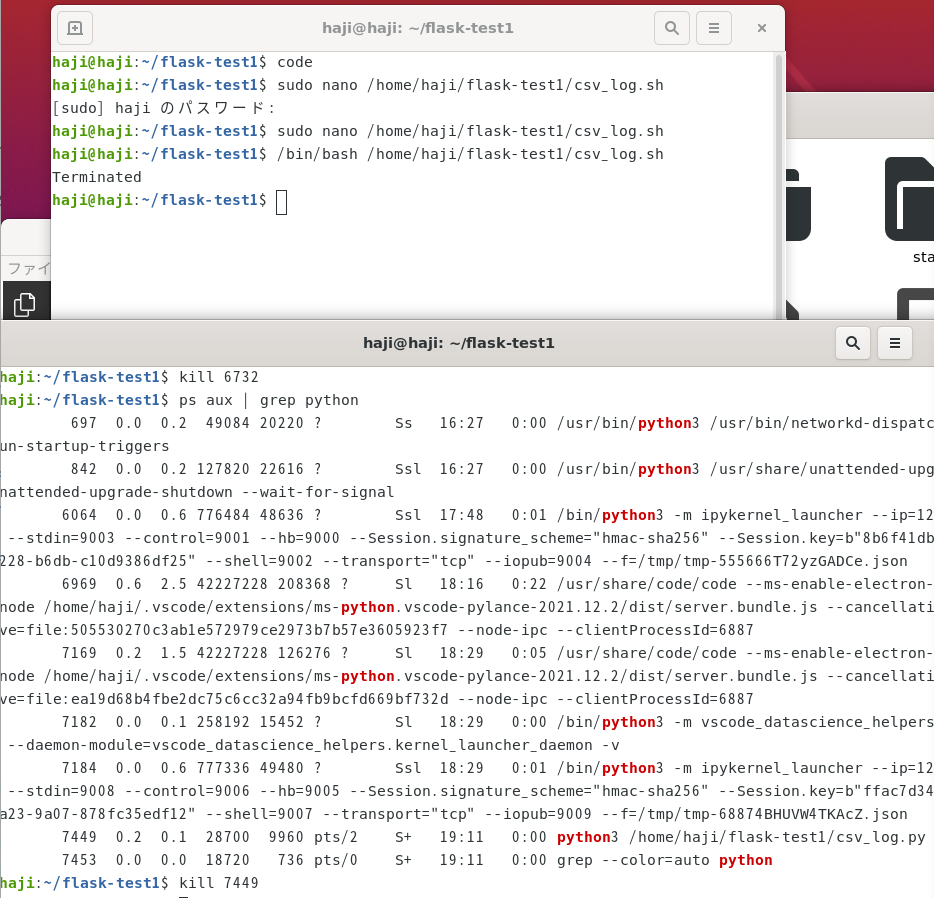 haji@haji: ~/flask-test1
haji@haji:~/flask-test1$ code
haji@haji:~/flask-test1$ sudo nano /home/haji/flask-test1/csv_log.sh
[sudo] haji のパスワード:
haji@haji:~/flask-test1$ sudo nano /home/haji/flask-test1/csv_log.sh
haji@haji:~/flask-test1$ /bin/bash /home/haji/flask-test1/csv_log.sh
Terminated
haji@haji:~/flask-test1$
sta
ファイ
haji@haji: ~/flask-test1
haji:~/flask-test1$ kill 6732
haji:~/flask-test1$ ps aux | grep python
697 0.0 0.2 49084 20220 ? Ss 16:27 0:00 /usr/bin/python3 /usr/bin/networkd-dispatc
un-startup-triggers
842 0.0 0.2 127820 22616 ? Ssl 16:27 0:00 /usr/bin/python3 /usr/share/unattended-upg
nattended-upgrade-shutdown --wait-for-signal
6064 0.0 0.6 776484 48636 ? Ssl 17:48 0:01 /bin/python3 -m ipykernel_launcher --ip=12
--stdin=9003 --control=9001 --hb=9000 --Session.signature_scheme="hmac-sha256" --Session.key=b"8b6f41db
228-b6db-c10d9386df25" --shell=9002 --transport="tcp" --iopub=9004 --f=/tmp/tmp-555666T72yzGADCe.json
6969 0.6 2.5 42227228 208368 ? Sl 18:16 0:22 /usr/share/code/code --ms-enable-electron-
node /home/haji/.vscode/extensions/ms-python.vscode-pylance-2021.12.2/dist/server.bundle.js --cancellati
ve=file:505530270c3ab1e572979ce2973b7b57e3605923f7 --node-ipc --clientProcessId=6887
7169 0.2 1.5 42227228 126276 ? Sl 18:29 0:05 /usr/share/code/code --ms-enable-electron-
node /home/haji/.vscode/extensions/ms-python.vscode-pylance-2021.12.2/dist/server.bundle.js --cancellati
ve=file:ea19d68b4fbe2dc75c6cc32a94fb9bcfd669bf732d --node-ipc --clientProcessId=6887
7182 0.0 0.1 258192 15452 ? Sl 18:29 0:00 /bin/python3 -m vscode_datascience_helpers
--daemon-module=vscode_datascience_helpers.kernel_launcher_daemon -v
7184 0.0 0.6 777336 49480 ? Ssl 18:29 0:01 /bin/python3 -m ipykernel_launcher --ip=12
--stdin=9008 --control=9006 --hb=9005 --Session.signature_scheme="hmac-sha256" --Session.key=b"ffac7d34
a23-9a07-878fc35edf12" --shell=9007 --transport="tcp" --iopub=9009 --f=/tmp/tmp-68874BHUVW4TKAcZ.json
7449 0.2 0.1 28700 9960 pts/2 S+ 19:11 0:00 python3 /home/haji/flask-test1/csv_log.py
7453 0.0 0.0 18720 736 pts/0 S+ 19:11 0:00 grep --color=auto python
haji:~/flask-test1$ kill 7449